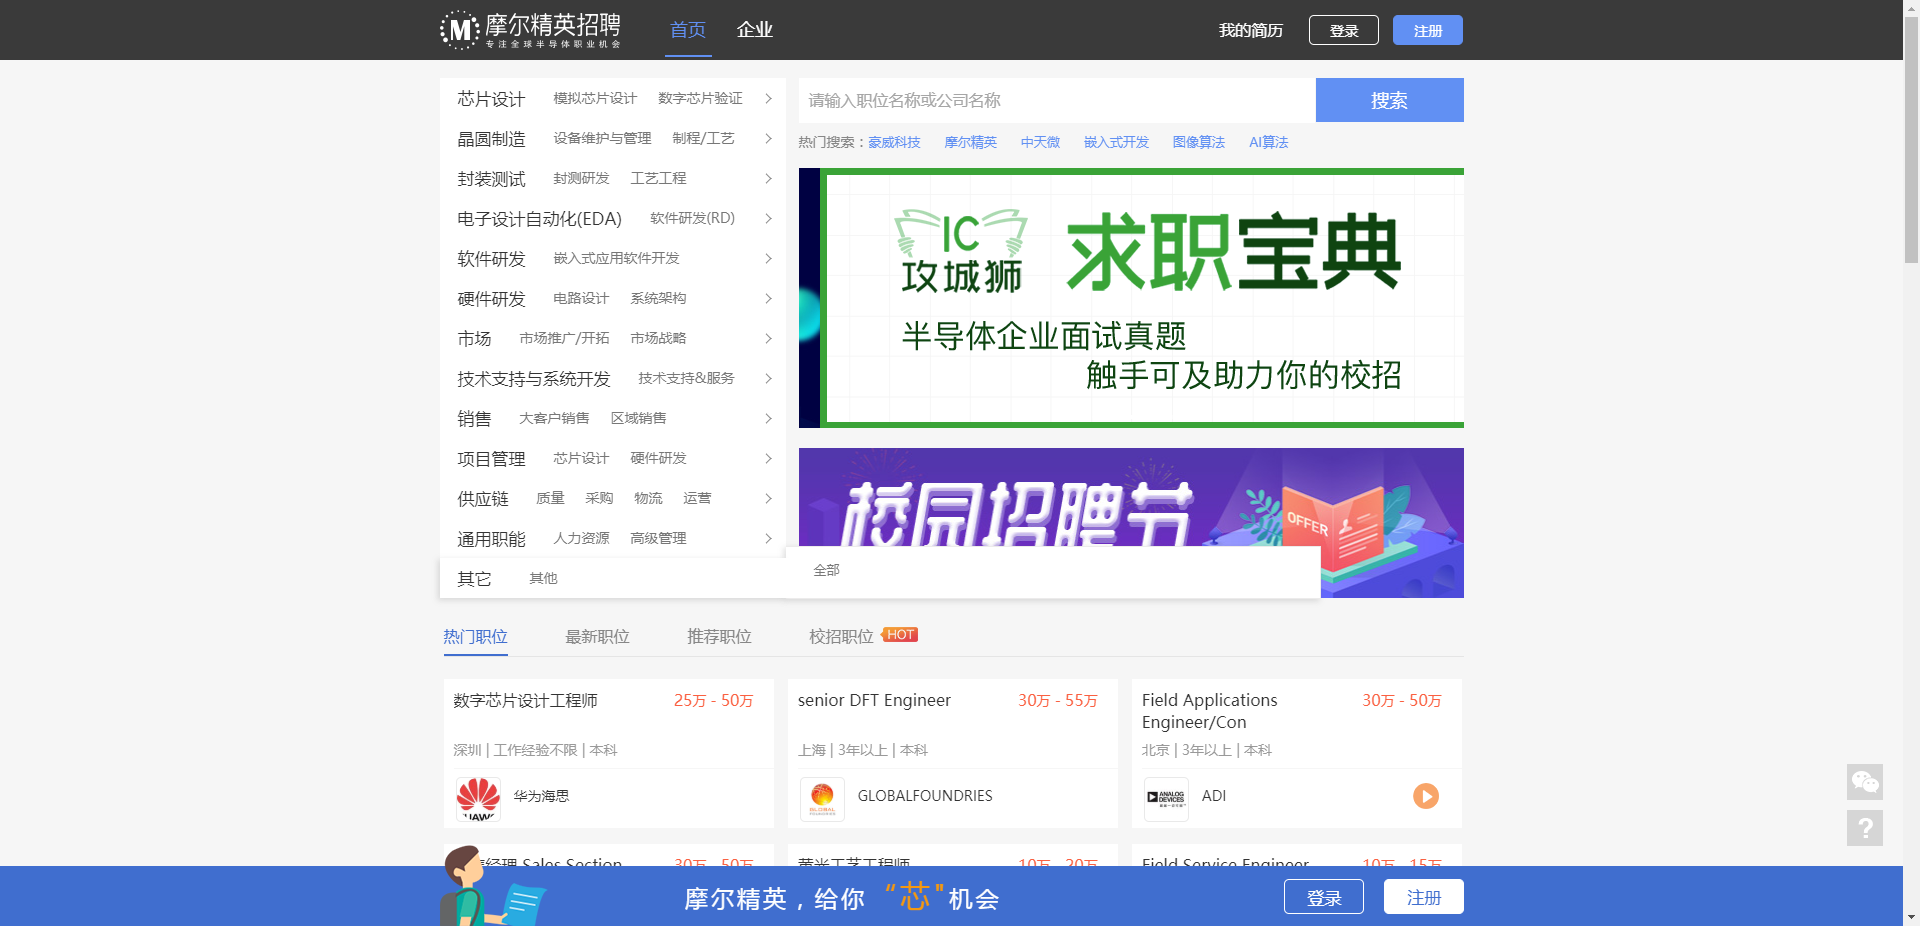 摩尔精英招聘
专注全球半导体职业机会
首页 企业 我的简历 登录 注册
芯片设计 模拟芯片设计 数字芯片验证
晶圆制造 设备维护与管理 制程/工艺
封装测试 封测研发 工艺工程
电子设计自动化(EDA) 软件研发(RD)
软件研发 嵌入式应用软件开发
硬件研发 电路设计 系统架构
市场 市场推广/开拓 市场战略
技术支持与系统开发 技术支持&服务
销售 大客户销售 区域销售
项目管理 芯片设计 硬件研发
供应链 质量 采购 物流 运营
通用职能 人力资源 高级管理
其它 其他
请输入职位名称或公司名称 搜索
热门搜索：豪威科技 摩尔精英 中天微 嵌入式开发 图像算法 AI算法
IC
攻城狮
求职宝典
半导体企业面试真题
触手可及助力你的校招
校园招聘节
OFFER
全部
热门职位 最新职位 推荐职位 校招职位 HOT
数字芯片设计工程师 25万 - 50万
深圳 | 工作经验不限 | 本科
华为海思
senior DFT Engineer 30万 - 55万
上海 | 3年以上 | 本科
GLOBALFOUNDRIES
Field Applications 30万 - 50万
Engineer/Con
北京 | 3年以上 | 本科
ANALOG
DEVICES
ADI
经理 Sales Section 30万 - 50万
黄光工艺工程师 10万 - 20万
Field Service Engineer 10万 - 15万
?
摩尔精英，给你 “芯"机会
登录 注册